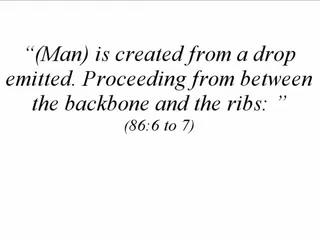 “(Man) is created from a drop
emitted. Proceeding from between
the backbone and the ribs: ”
(86:6 to 7)